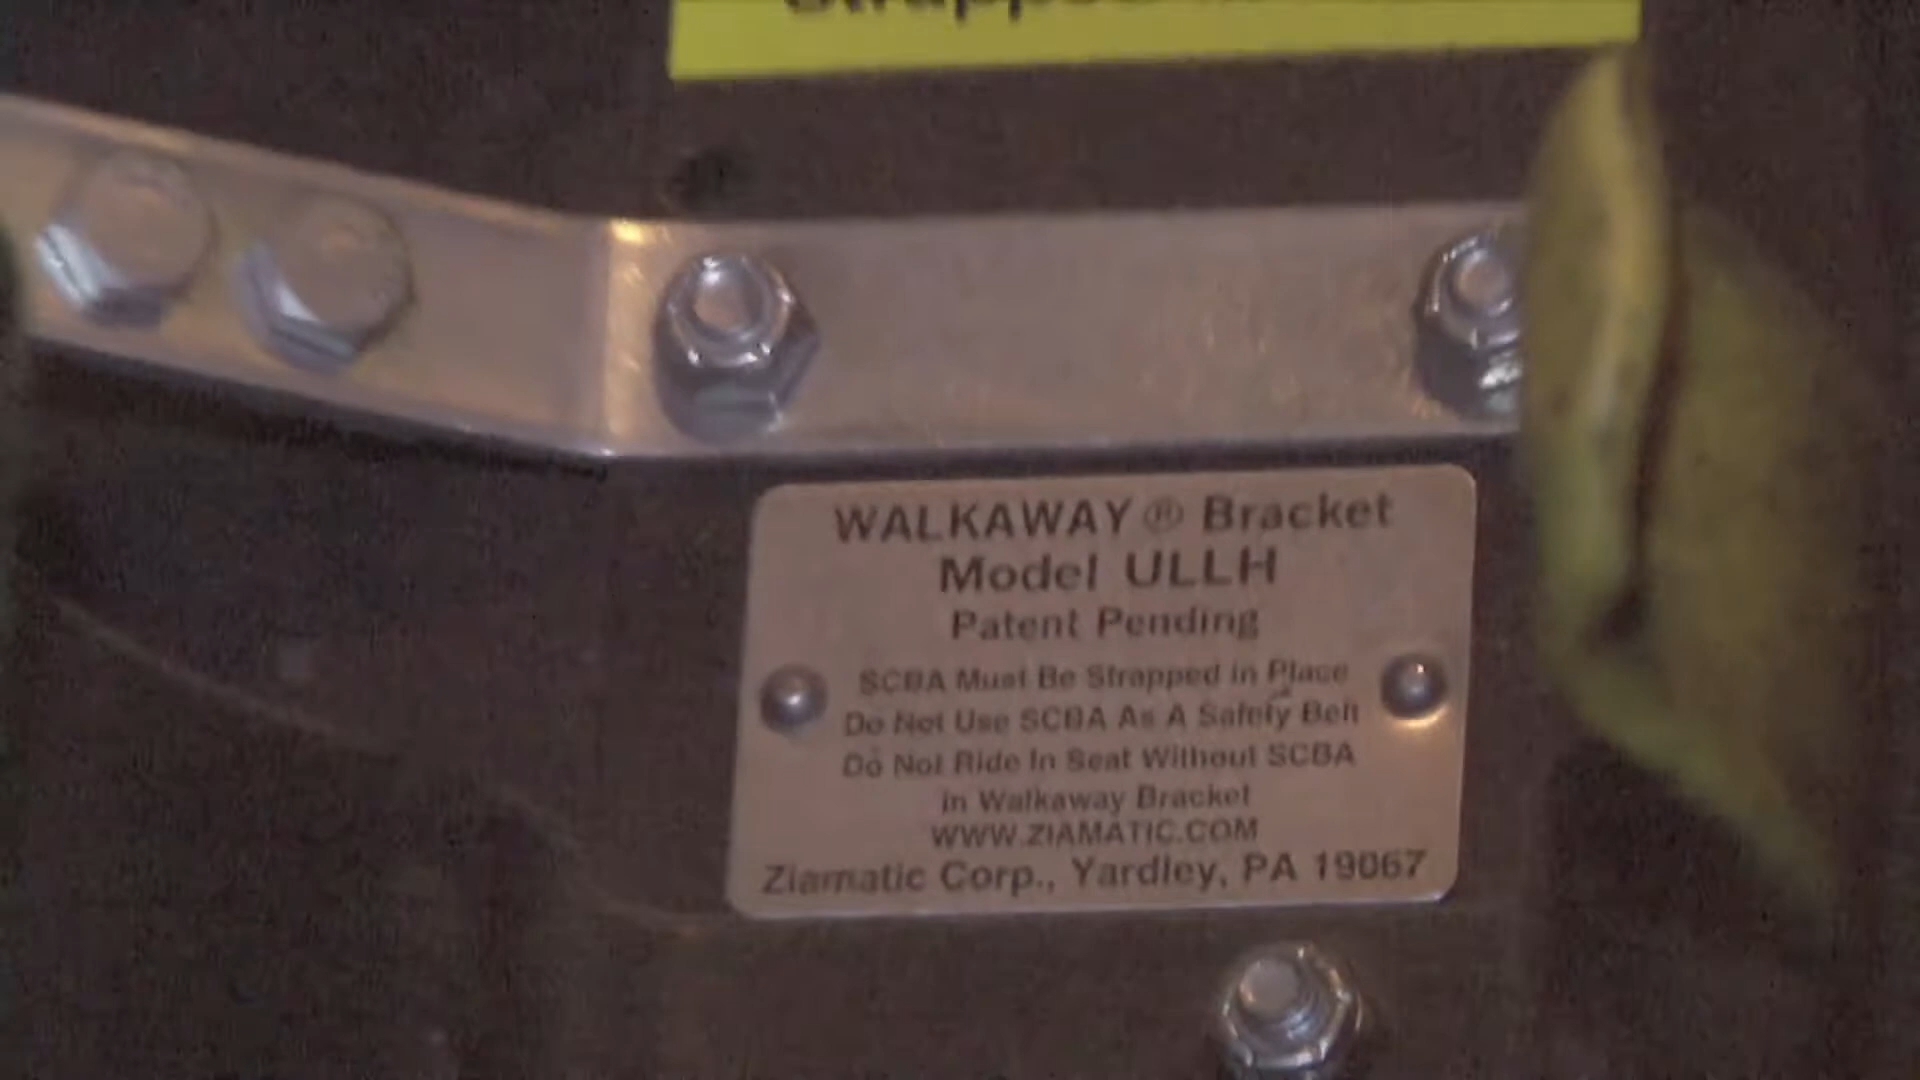 WALKAWAY® Bracket
Model ULLH
Patent Pending
SCBA Must Be Strapped in Place
Do Not Use SCBA As A Safety Belt
Do Not Ride In Seat Without SCBA
in Walkaway Bracket
WWW.ZIAMATIC.COM
Ziamatic Corp., Yardley, PA 19067